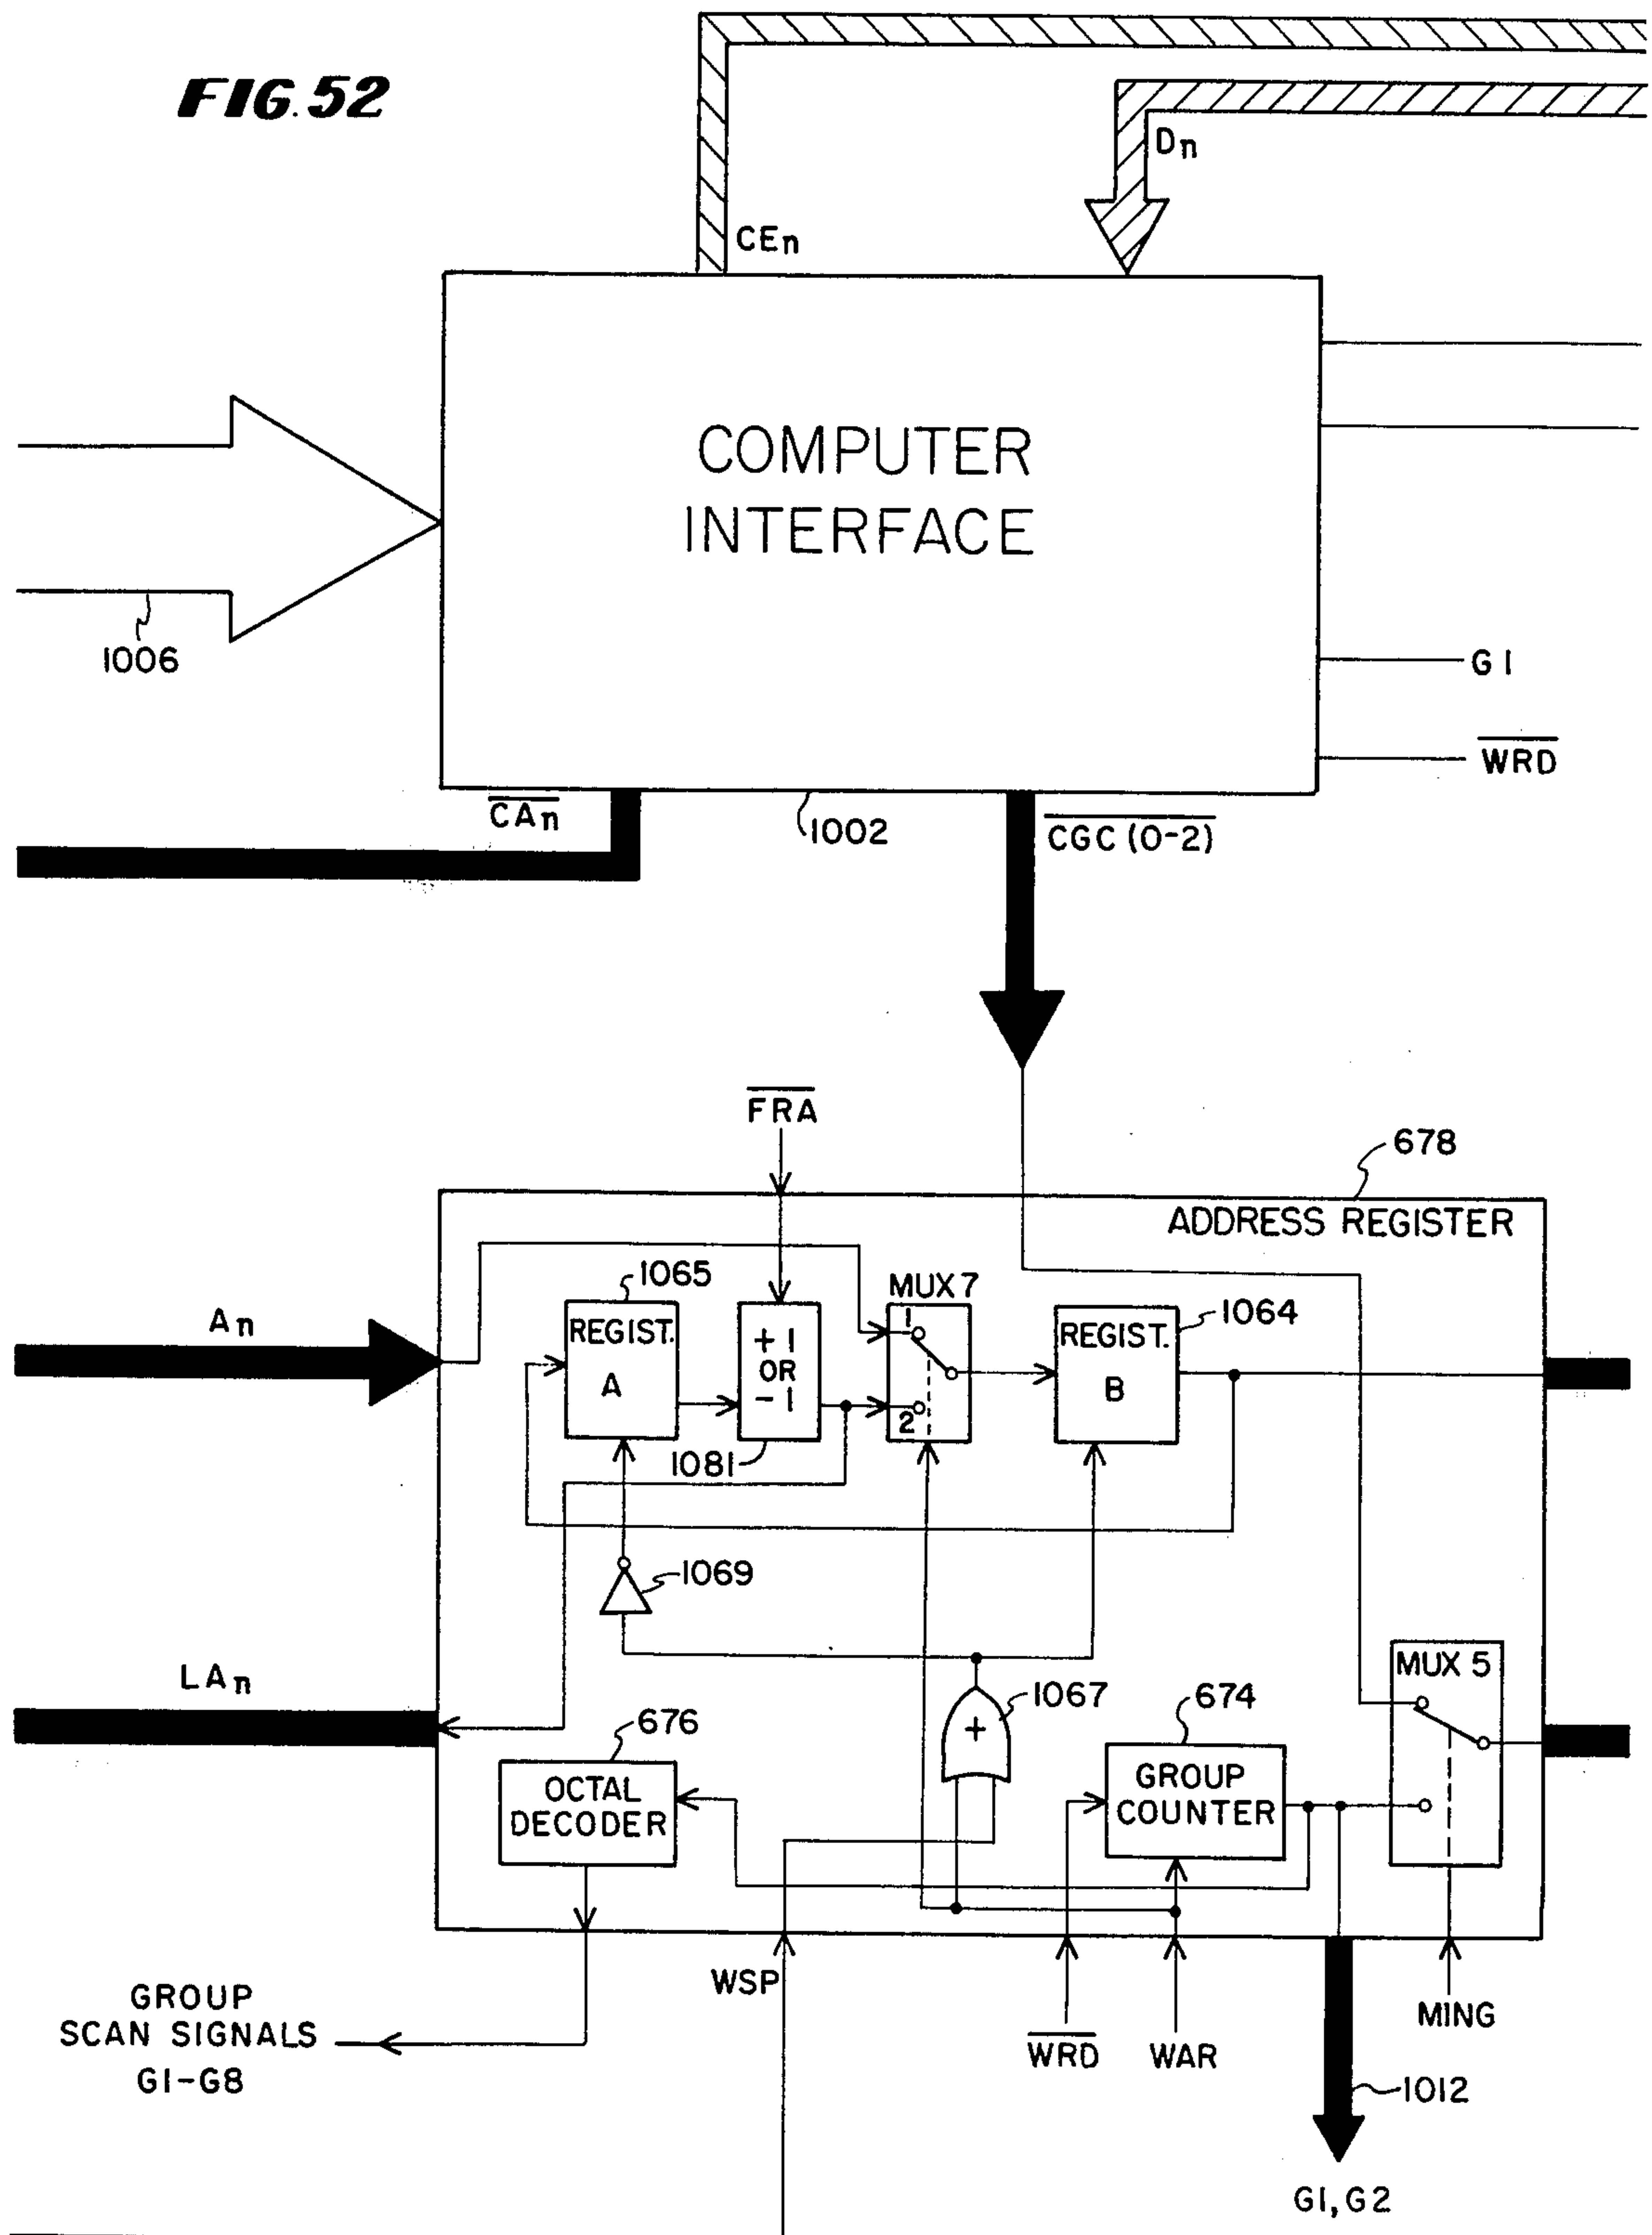 FIG. 52
Dn
CEn
COMPUTER
INTERFACE
1006
G1
WRD
CAn
1002
CGC (0-2)
FRA
678
ADDRESS REGISTER
1065
MUX 7
1064
An
REGIST.
A
+1
OR
-1
1
2
REGIST.
B
1081
1069
LAn
MUX 5
1067
674
676
+
OCTAL
DECODER
GROUP
COUNTER
WSP
GROUP
SCAN SIGNALS
G1-G8
WRD
WAR
MING
1012
G1, G2